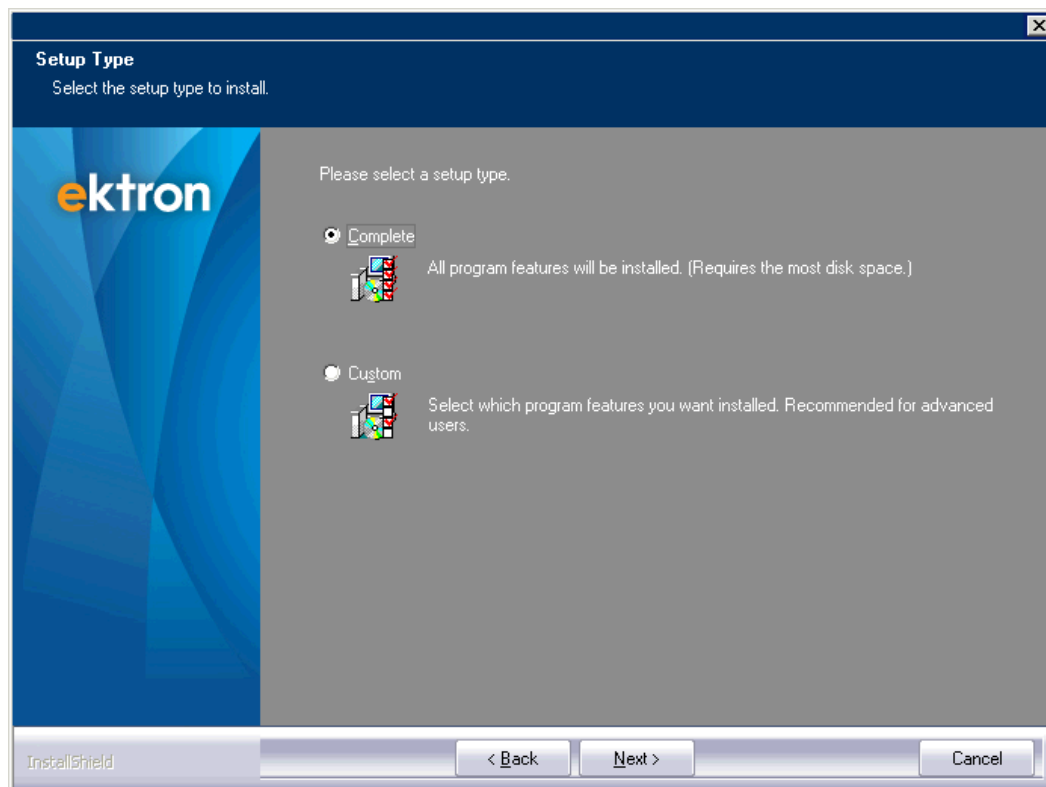 Setup Type
Select the setup type to install.
ektron
Please select a setup type.
Complete
All program features will be installed. (Requires the most disk space.)
Custom
Select which program features you want installed. Recommended for advanced
users.
InstallShield
< Back
Next >
Cancel